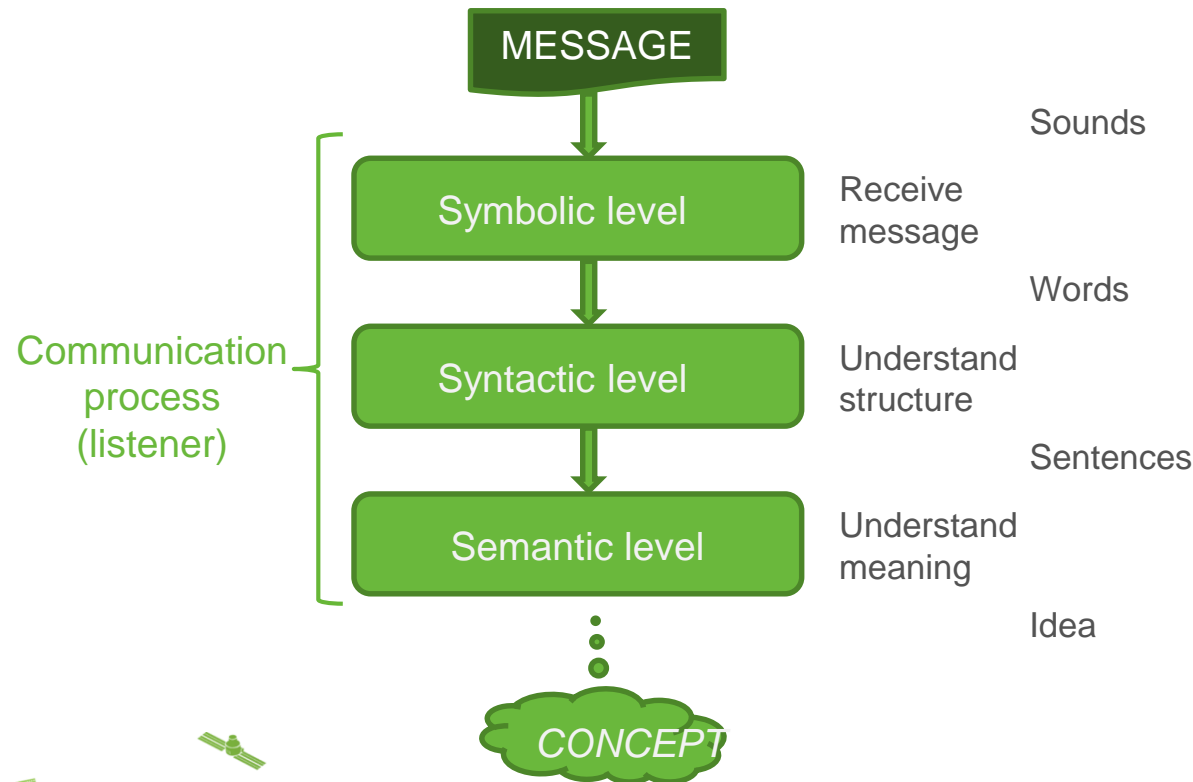 MESSAGE
Sounds
Symbolic level
Receive
message
Words
Communication
process
(listener)
Syntactic level
Understand
structure
Sentences
Semantic level
Understand
meaning
Idea
CONCEPT